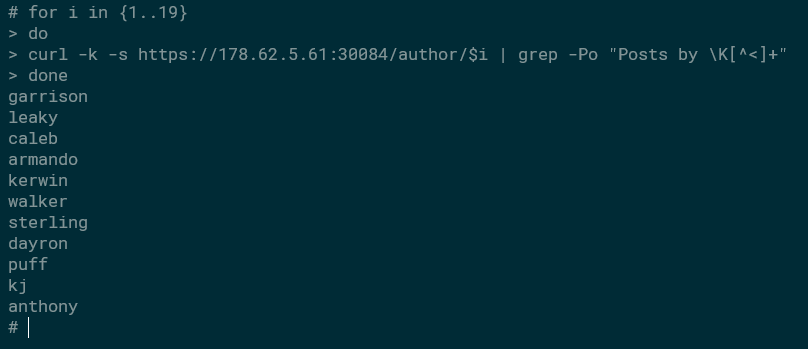 # for i in {1..19}
> do
> curl -k -s https://178.62.5.61:30084/author/$i | grep -Po "Posts by \K[^<]+"
> done
garrison
leaky
caleb
armando
kerwin
walker
sterling
dayron
puff
kj
anthony
#